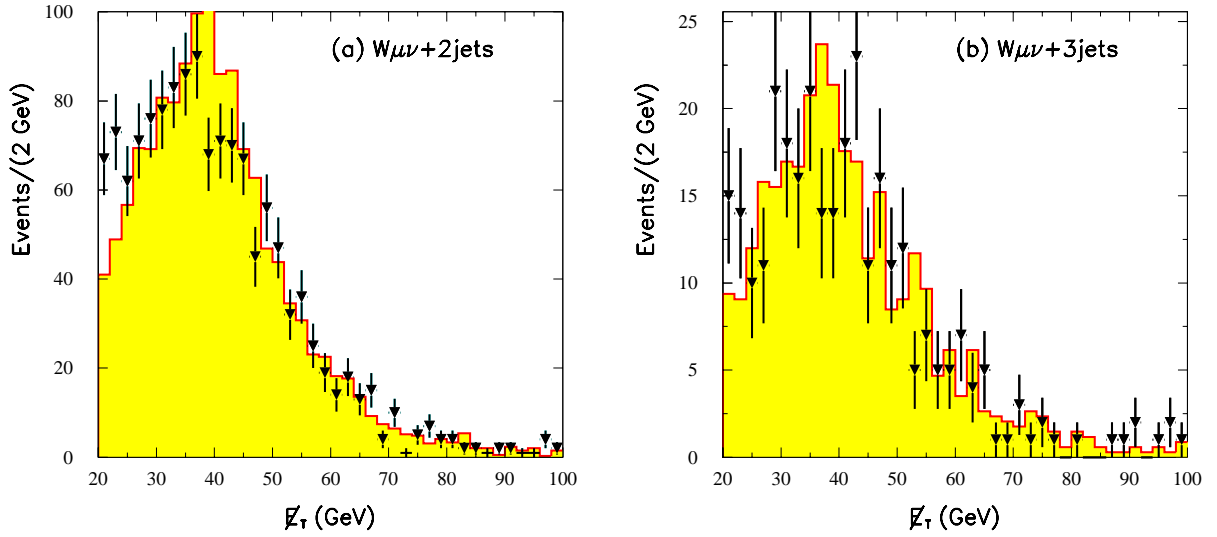 (a) Wμν+2jets
Events/(2 GeV)
100
80
60
40
20
0
20 30 40 50 60 70 80 90 100
E̸T (GeV)
(b) Wμν+3jets
Events/(2 GeV)
25
20
15
10
5
0
20 30 40 50 60 70 80 90 100
E̸T (GeV)